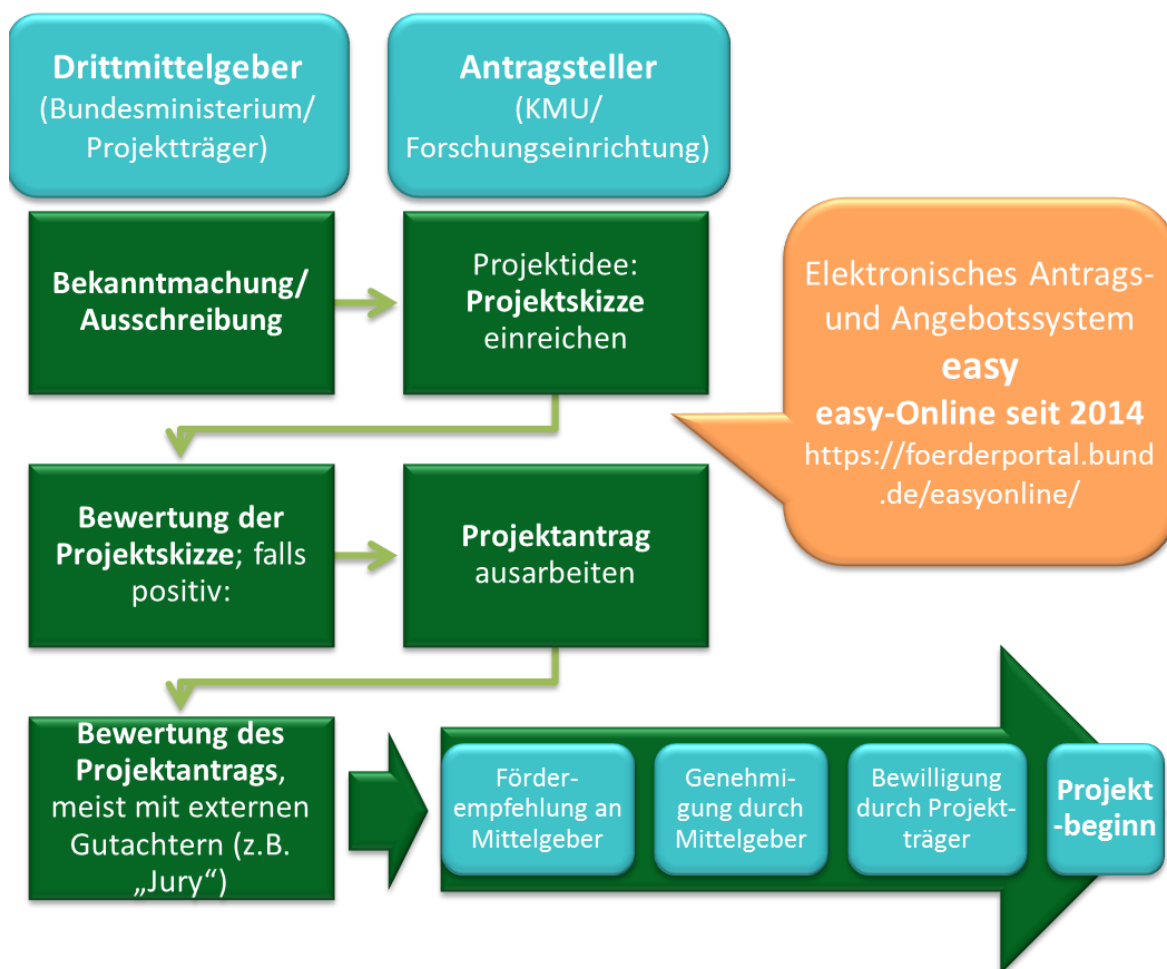 Drittmittelgeber
(Bundesministerium/
Projektträger)
Antragsteller
(KMU/
Forschungseinrichtung)
Bekanntmachung/
Ausschreibung
Projektidee:
Projektskizze
einreichen
Elektronisches Antrags-
und Angebotssystem
easy
easy-Online seit 2014
https://foerderportal.bund
.de/easyonline/
Bewertung der
Projektskizze; falls
positiv:
Projektantrag
ausarbeiten
Bewertung des
Projektantrags,
meist mit externen
Gutachtern (z.B.
„Jury“)
Förder-
empfehlung an
Mittelgeber
Genehmi-
gung durch
Mittelgeber
Bewilligung
durch Projekt-
träger
Projekt
-beginn